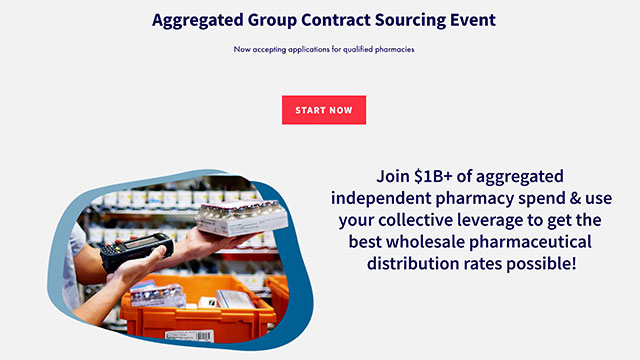 Aggregated Group Contract Sourcing Event
Now accepting applications for qualified pharmacies
START NOW
Join $1B+ of aggregated
independent pharmacy spend & use
your collective leverage to get the
best wholesale pharmaceutical
distribution rates possible!